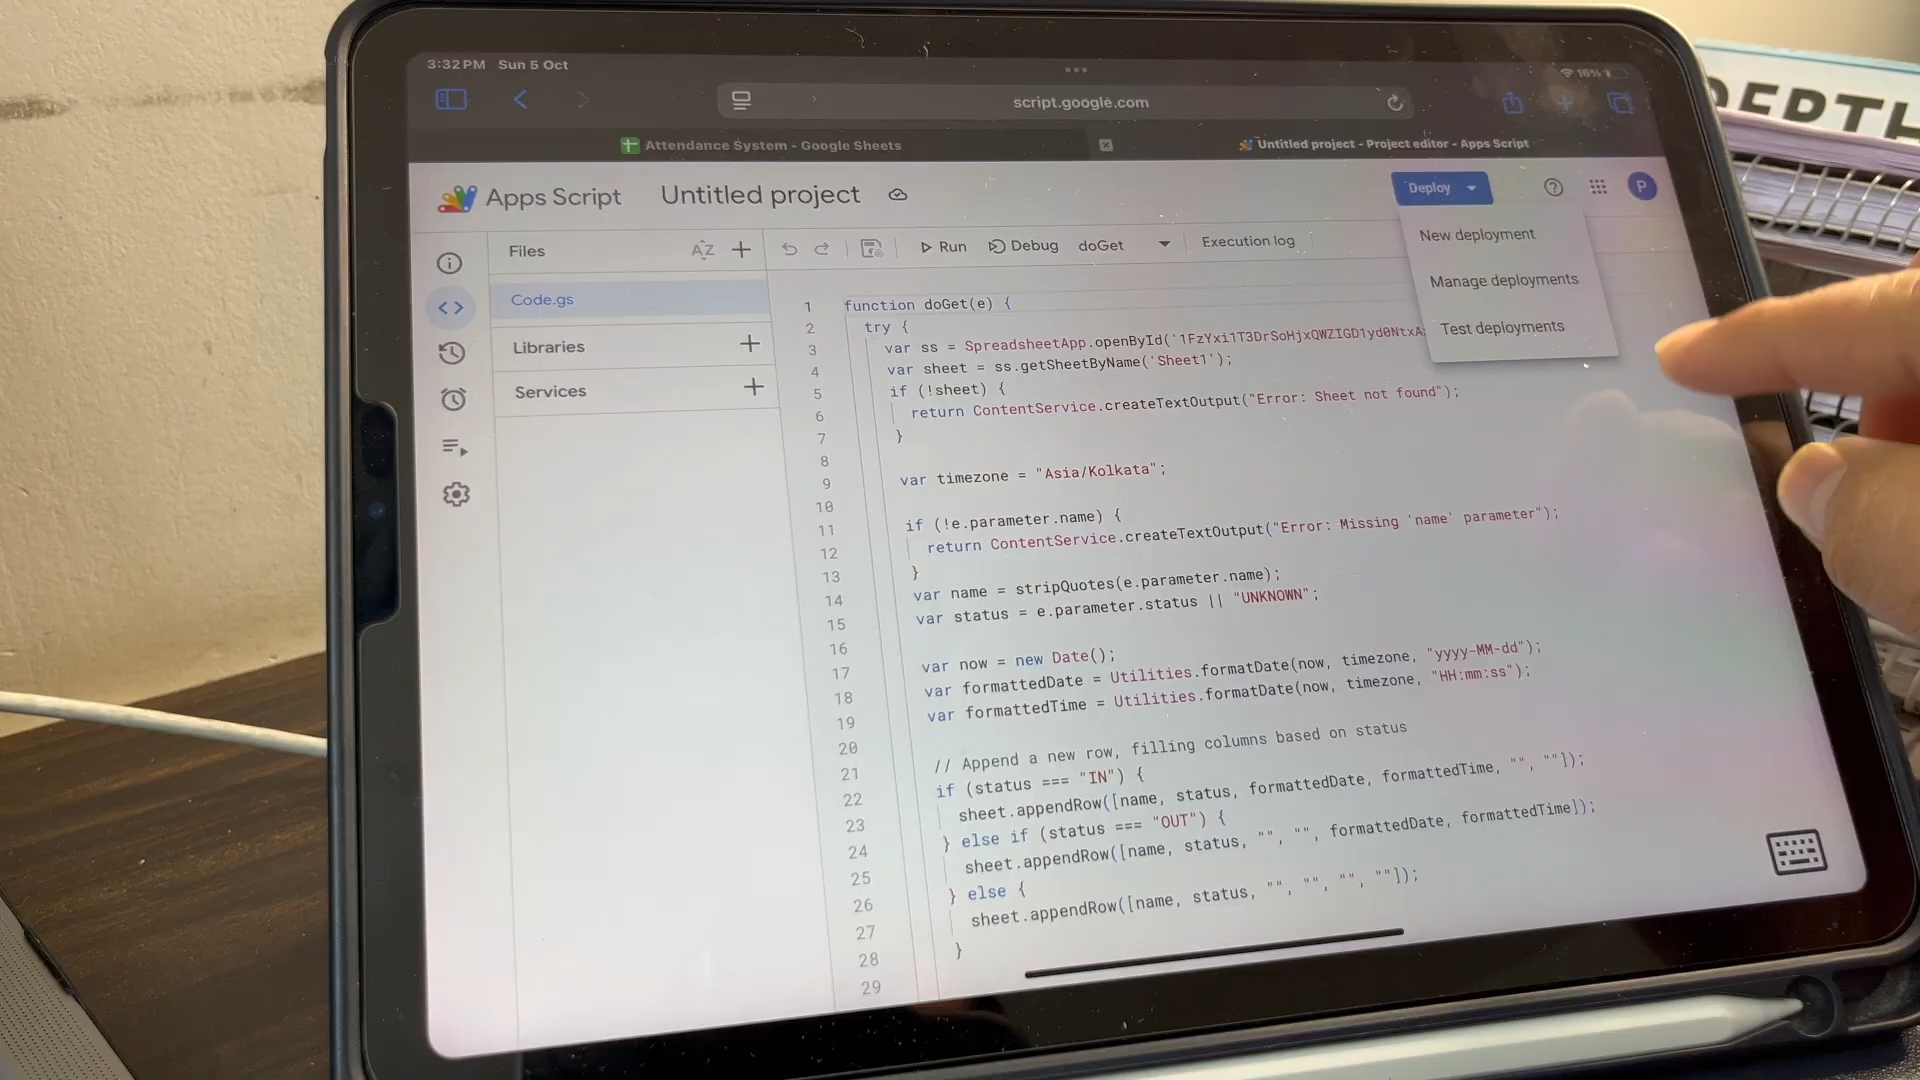 3:32 PM Sun 5 Oct
16%
script.google.com
Attendance System - Google Sheets
Untitled project - Project editor - Apps Script
Apps Script
Untitled project
Deploy
P
New deployment
Manage deployments
Test deployments
Files
AZ
Run
Debug
doGet
Execution log
Code.gs
Libraries
Services
1 function doGet(e) {
2 try {
3 var ss = SpreadsheetApp.openById('1FzYxi1T3DrSoHjxQWZIGD1yd0NtxA
4 var sheet = ss.getSheetByName('Sheet1');
5 if (!sheet) {
6 return ContentService.createTextOutput("Error: Sheet not found");
7 }
8
9 var timezone = "Asia/Kolkata";
10
11 if (!e.parameter.name) {
12 return ContentService.createTextOutput("Error: Missing 'name' parameter");
13 }
14 var name = stripQuotes(e.parameter.name);
15 var status = e.parameter.status || "UNKNOWN";
16
17 var now = new Date();
18 var formattedDate = Utilities.formatDate(now, timezone, "yyyy-MM-dd");
19 var formattedTime = Utilities.formatDate(now, timezone, "HH:mm:ss");
20
21 // Append a new row, filling columns based on status
22 if (status === "IN") {
23 sheet.appendRow([name, status, formattedDate, formattedTime, "", ""]);
24 } else if (status === "OUT") {
25 sheet.appendRow([name, status, "", "", formattedDate, formattedTime]);
26 } else {
27 sheet.appendRow([name, status, "", "", "", ""]);
28 }
29